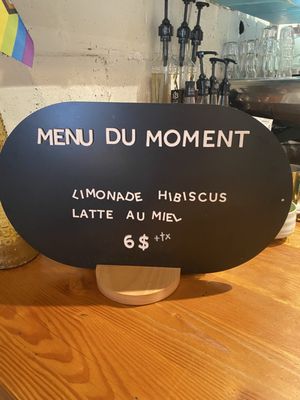 MENU DU MOMENT
LIMONADE HIBISCUS
LATTE AU MIEL
6$ +tx